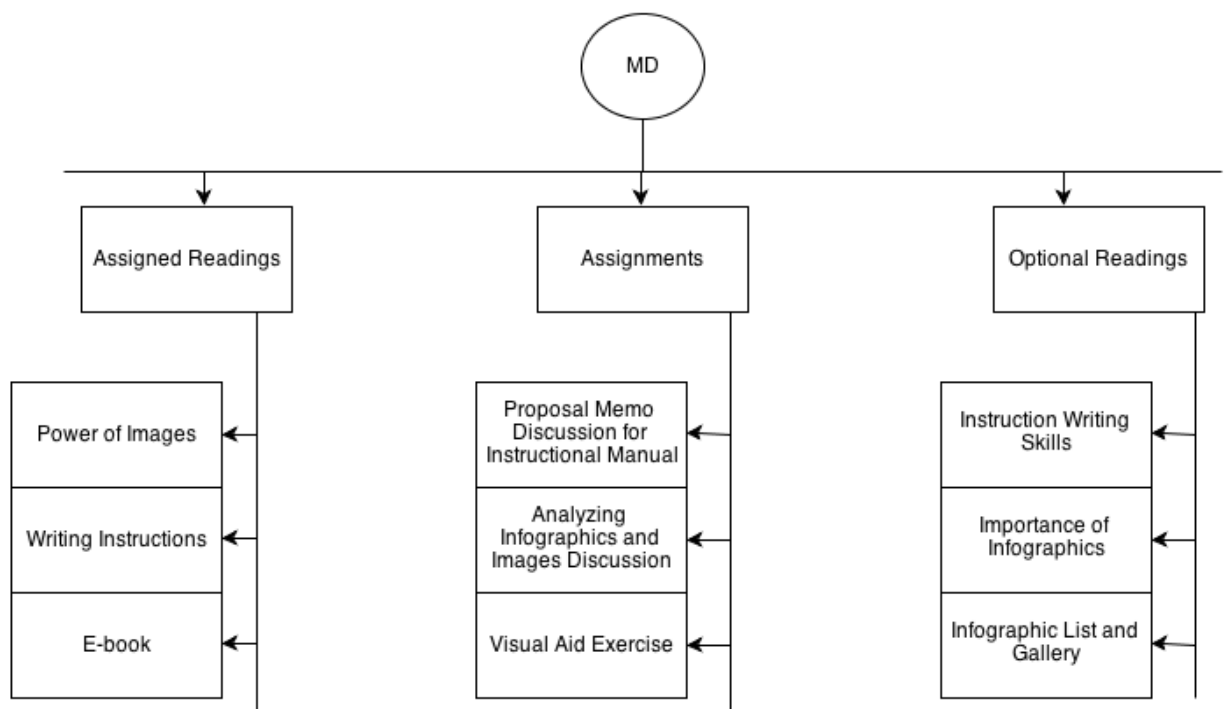 MD
Assigned Readings
Assignments
Optional Readings
Power of Images
Writing Instructions
E-book
Proposal Memo
Discussion for
Instructional Manual
Analyzing
Infographics and
Images Discussion
Visual Aid Exercise
Instruction Writing
Skills
Importance of
Infographics
Infographic List and
Gallery